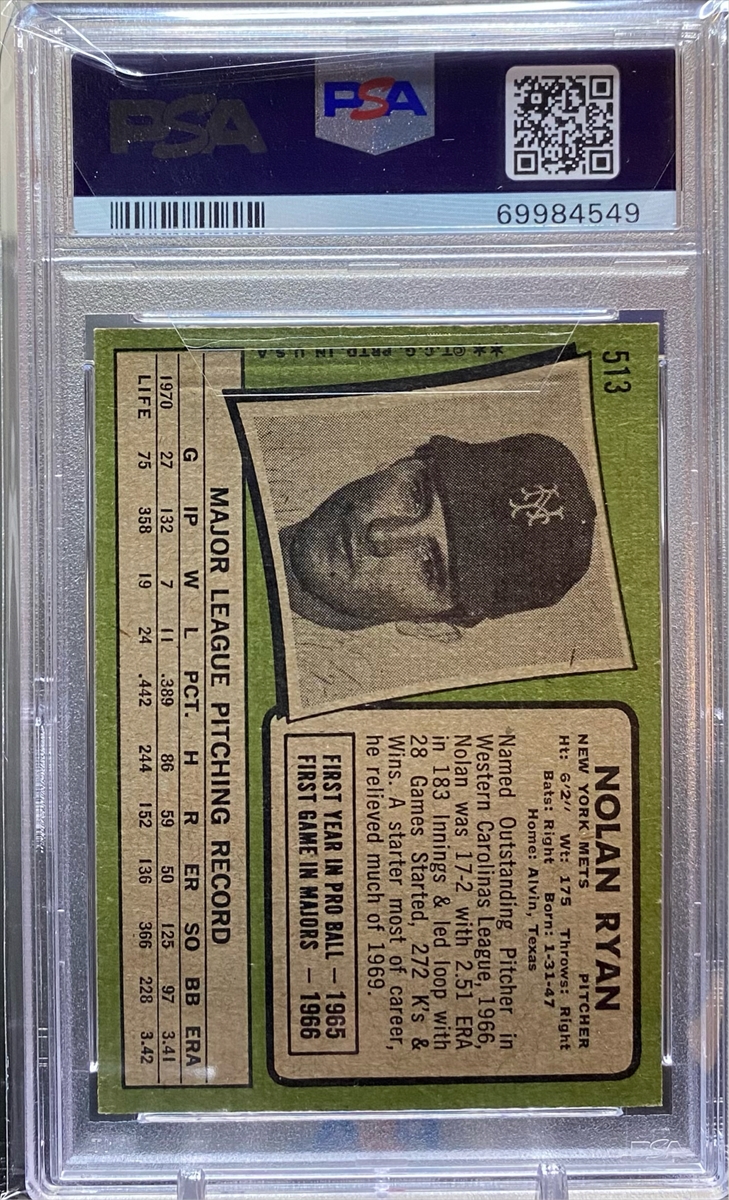 PSA
PSA
69984549
513
**©T.C.G. PRTD. IN U.S.A.
NY
NOLAN RYAN
NEW YORK METS PITCHER
Ht: 6'2" Wt: 175 Throws: Right
Bats: Right Born: 1-31-47
Home: Alvin, Texas
Named Outstanding Pitcher in
Western Carolinas League, 1966,
Nolan was 17-2 with 2.51 ERA
in 183 Innings & led loop with
28 Games Started, 272 K's &
Wins. A starter most of career,
he relieved much of 1969.
FIRST YEAR IN PRO BALL — 1965
FIRST GAME IN MAJORS — 1966
MAJOR LEAGUE PITCHING RECORD
G IP W L PCT. H R ER SO BB ERA
1970 27 132 7 11 .389 86 59 50 125 97 3.41
LIFE 75 358 19 24 .442 244 152 136 366 228 3.42
PSA